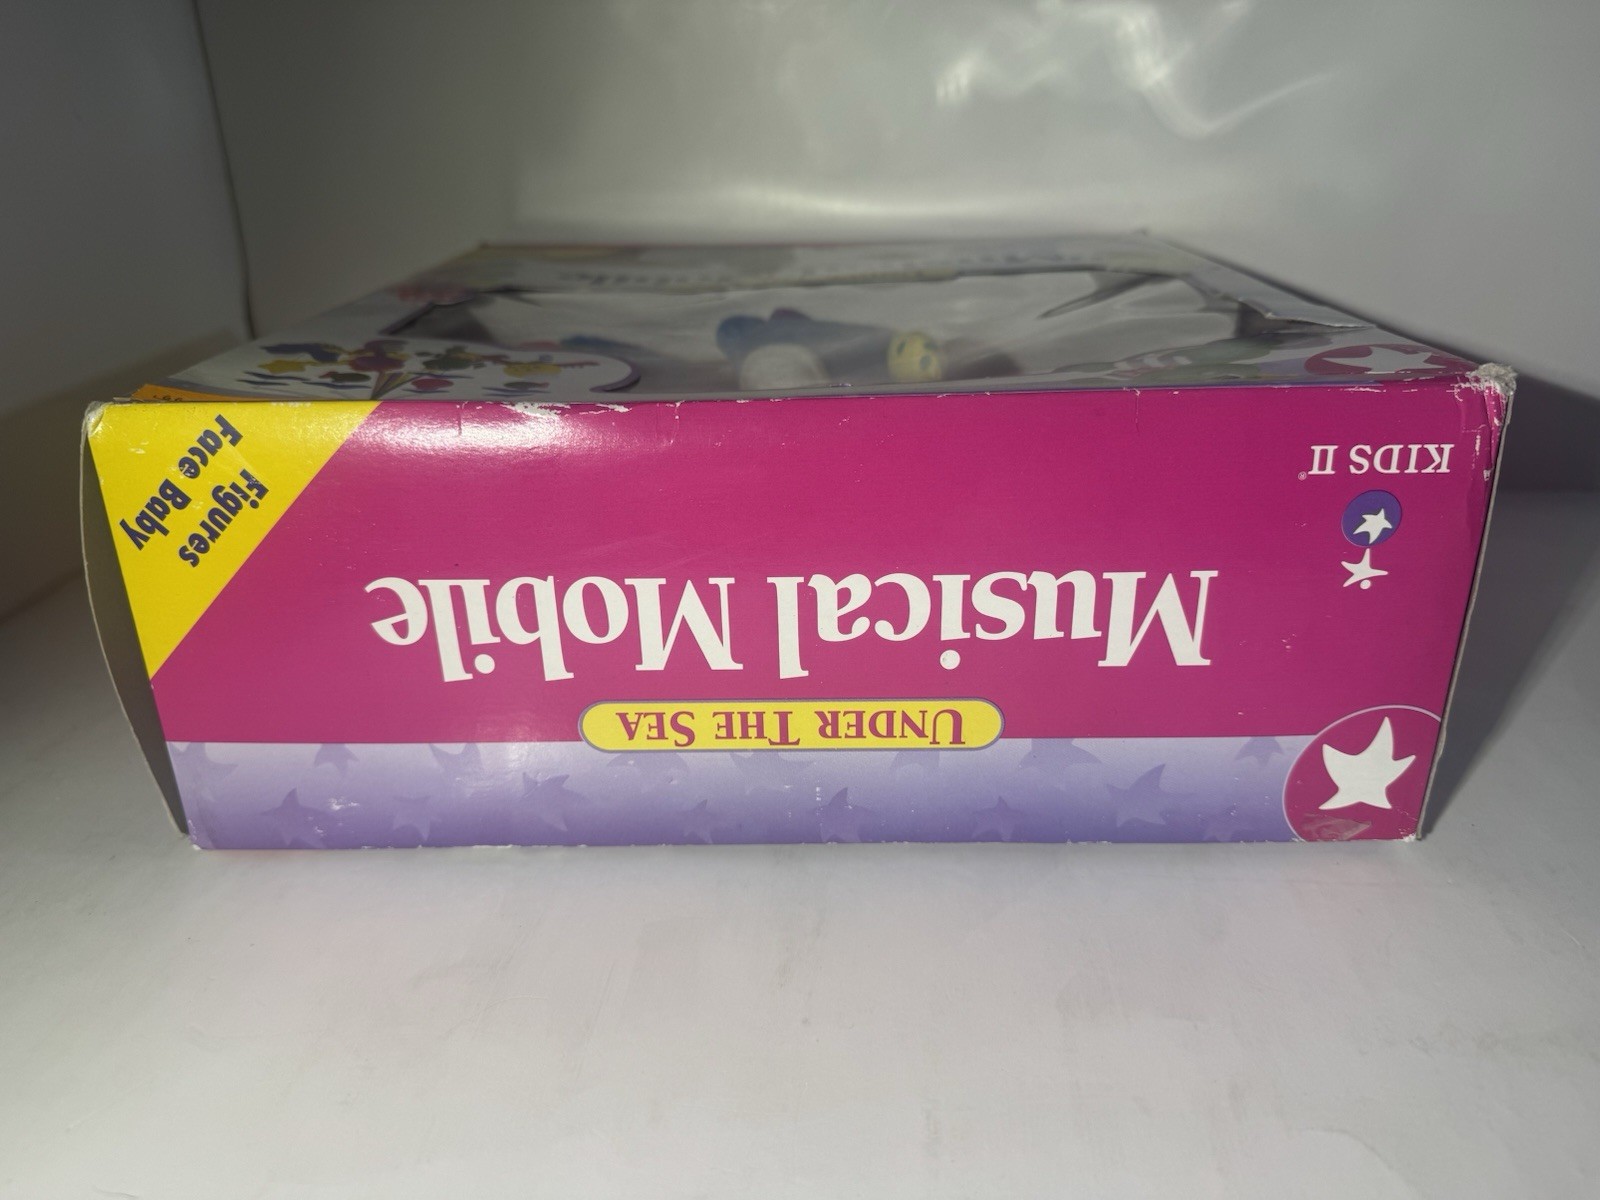 UNDER THE SEA
Musical Mobile
KIDS II®
Figures
Face Baby